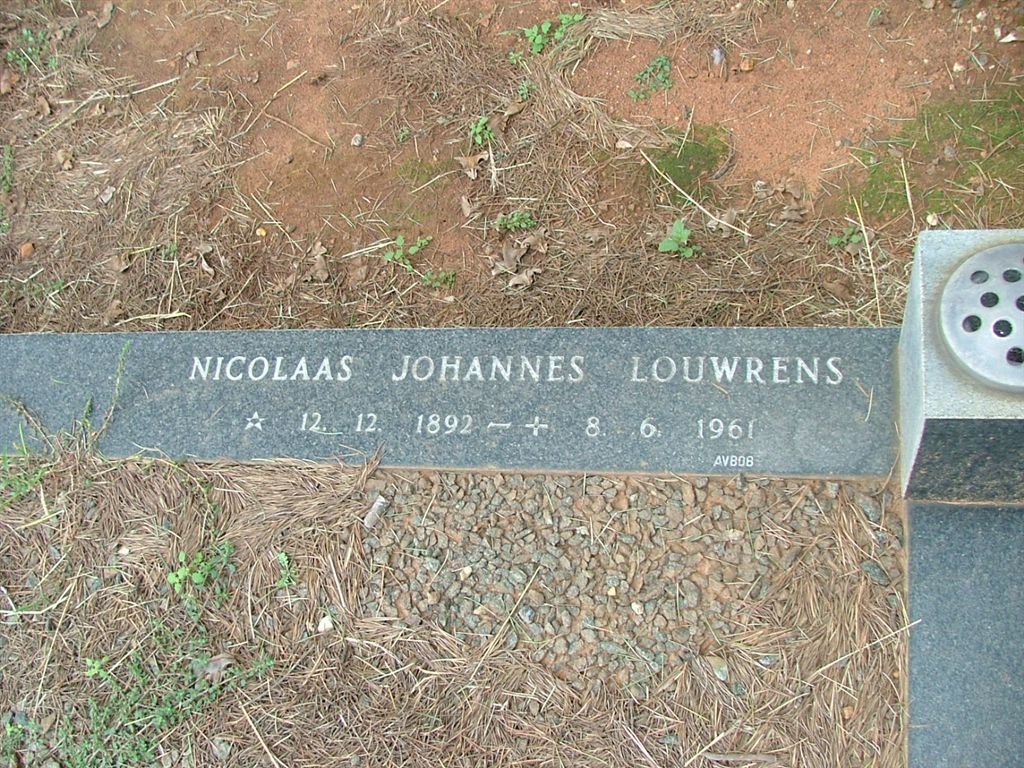 NICOLAAS JOHANNES LOUWRENS
☆ 12. 12. 1892 – + 8. 6. 1961
AVBOB